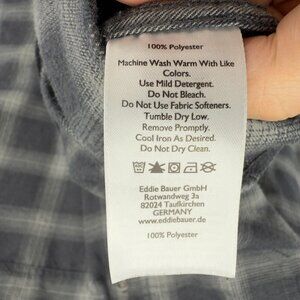 100% Polyester
Machine Wash Warm With Like
Colors.
Use Mild Detergent.
Do Not Bleach.
Do Not Use Fabric Softeners.
Tumble Dry Low.
Remove Promptly.
Cool Iron As Desired.
Do Not Dry Clean.
Eddie Bauer GmbH
Rotwandweg 3a
82024 Taufkirchen
GERMANY
www.eddiebauer.de
100% Polyester